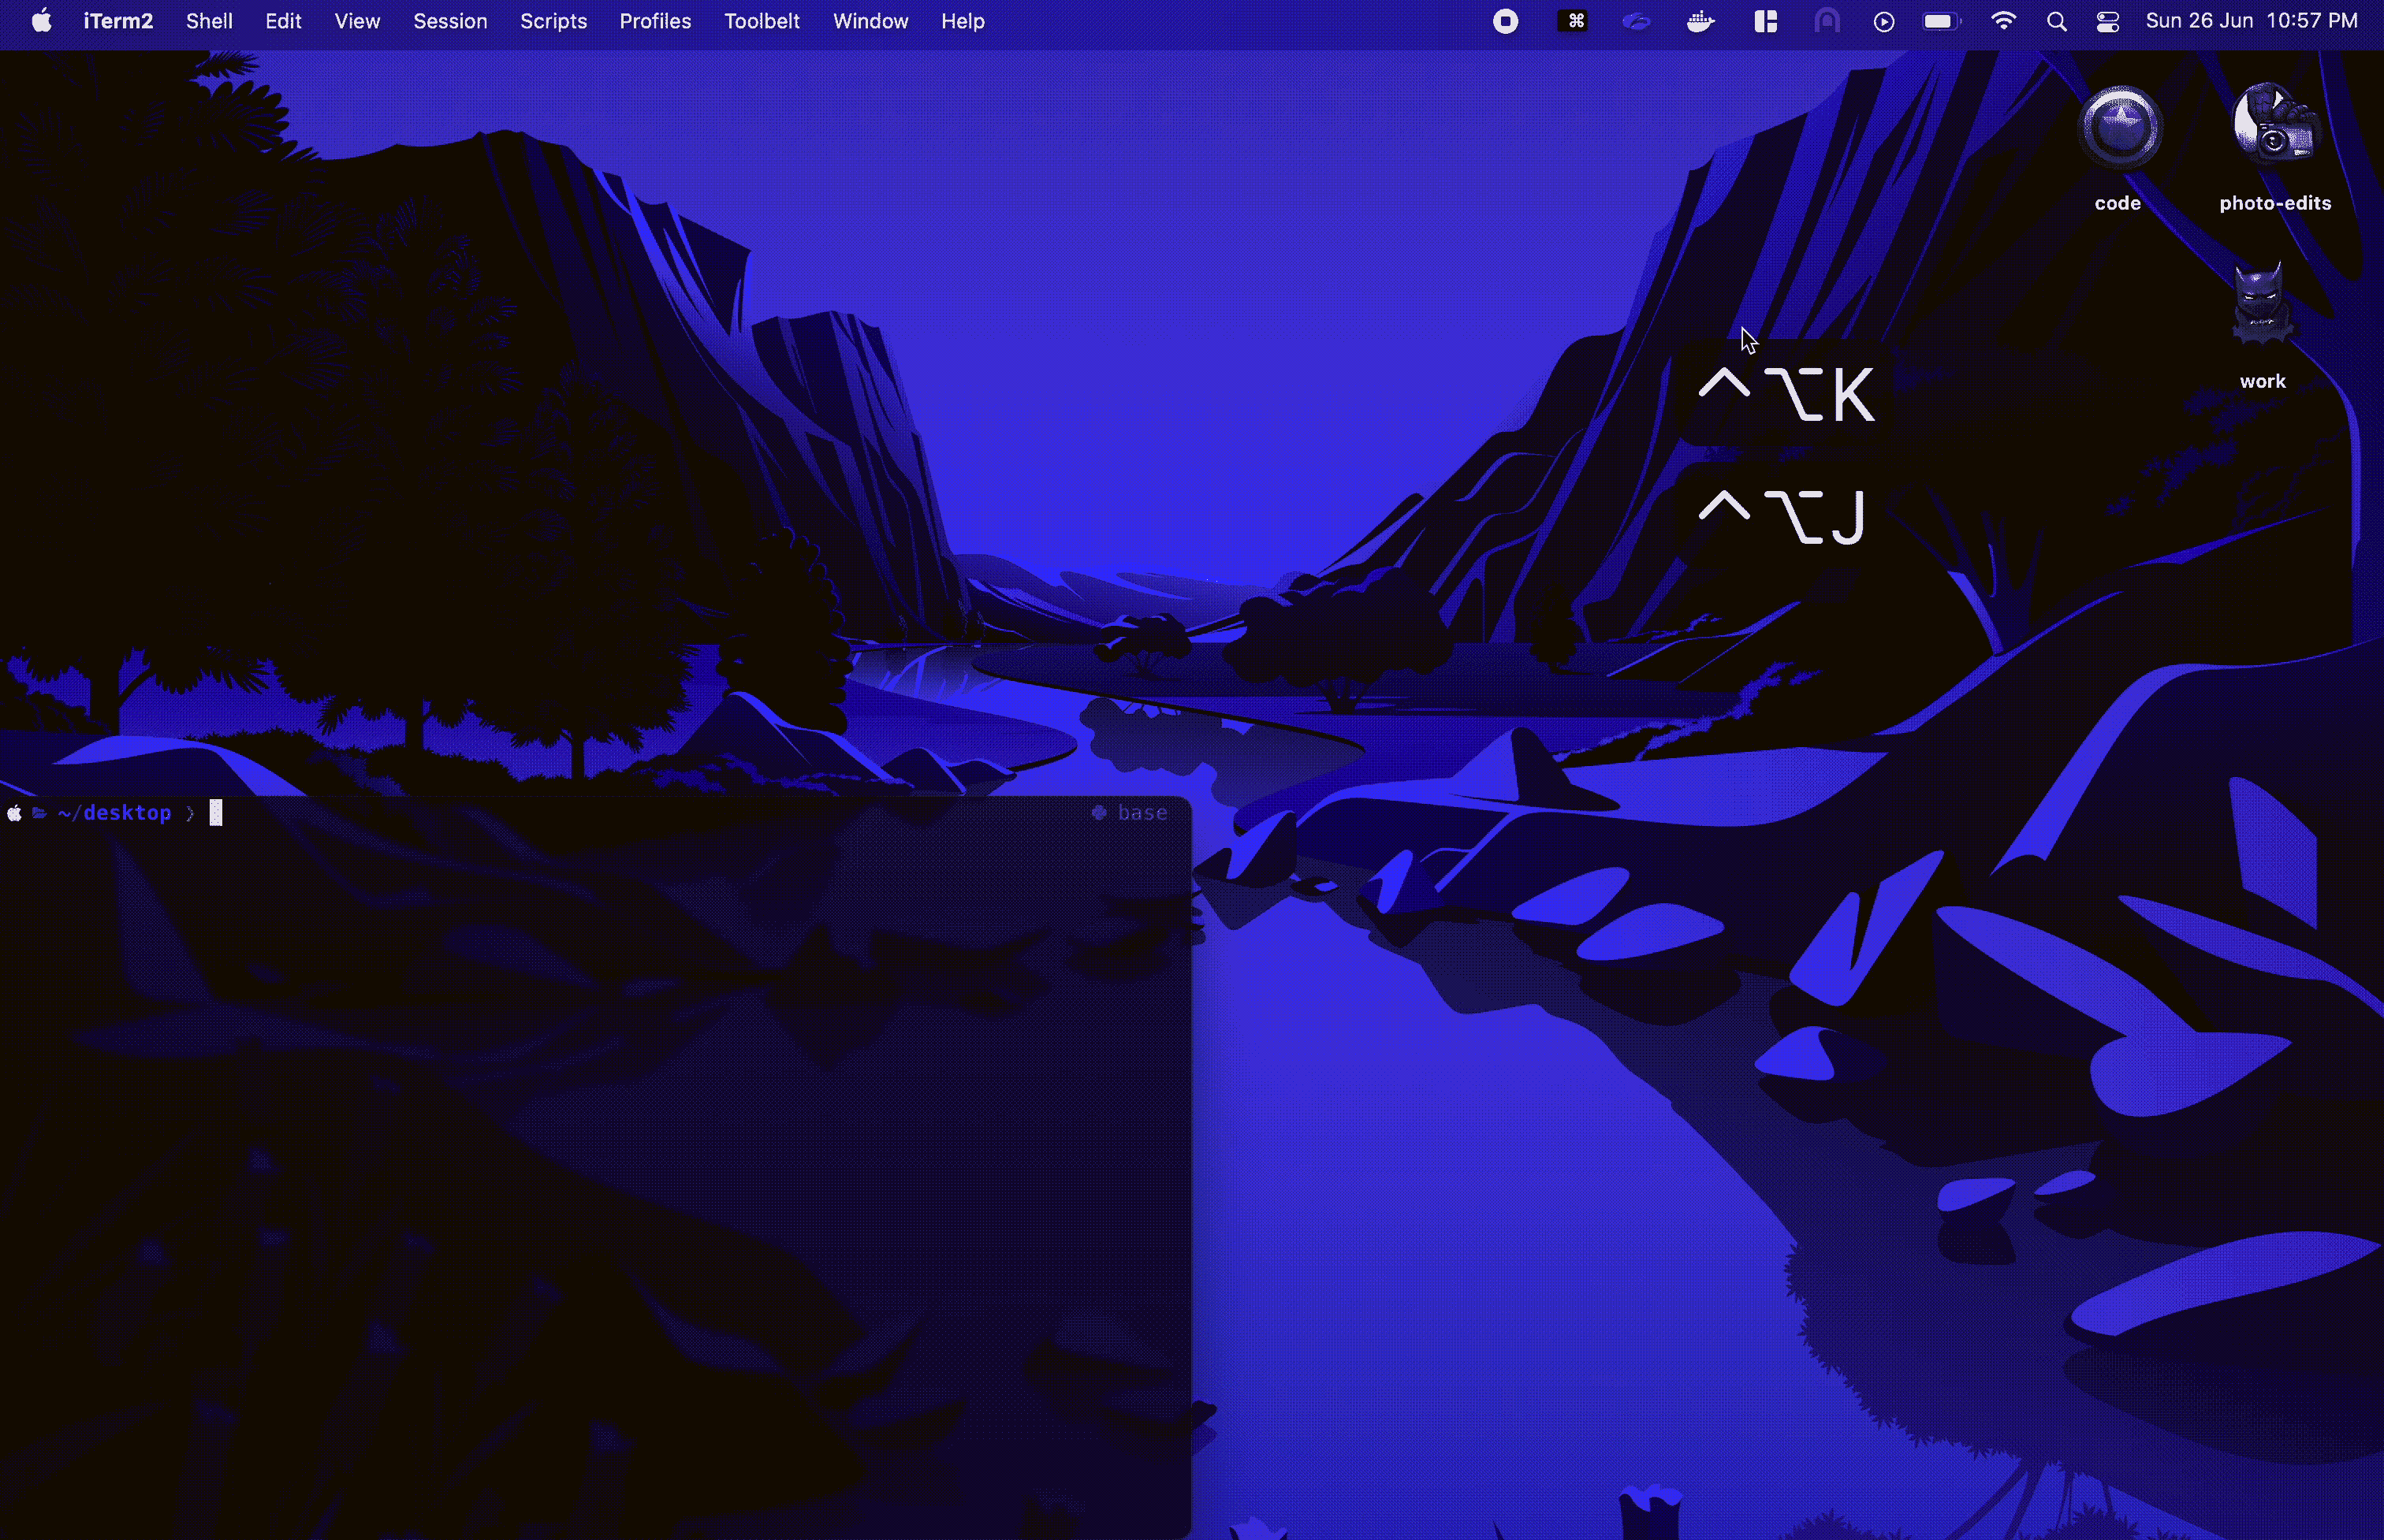 iTerm2 Shell Edit View Session Scripts Profiles Toolbelt Window Help ⌘ Sun 26 Jun 10:57 PM
code photo-edits
work
⌃⌥K
⌃⌥J
~/desktop ❯ base